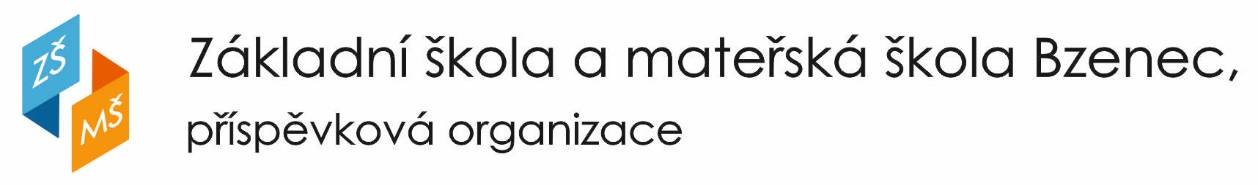 ZŠ
MŠ
Základní škola a mateřská škola Bzenec,
příspěvková organizace